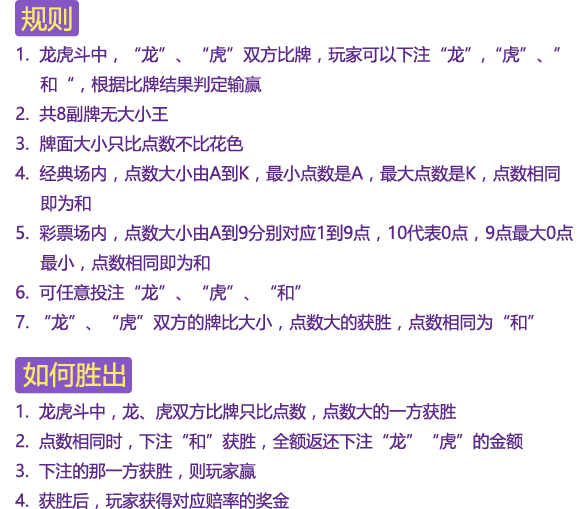 规则
1. 龙虎斗中，“龙”、“虎”双方比牌，玩家可以下注“龙”,“虎”、”
和“，根据比牌结果判定输赢
2. 共8副牌无大小王
3. 牌面大小只比点数不比花色
4. 经典场内，点数大小由A到K，最小点数是A，最大点数是K，点数相同
即为和
5. 彩票场内，点数大小由A到9分别对应1到9点，10代表0点，9点最大0点
最小，点数相同即为和
6. 可任意投注“龙”、“虎”、“和”
7. “龙”、“虎”双方的牌比大小，点数大的获胜，点数相同为“和”
如何胜出
1. 龙虎斗中，龙、虎双方比牌只比点数，点数大的一方获胜
2. 点数相同时，下注“和”获胜，全额返还下注“龙”“虎”的金额
3. 下注的那一方获胜，则玩家赢
4. 获胜后，玩家获得对应赔率的奖金